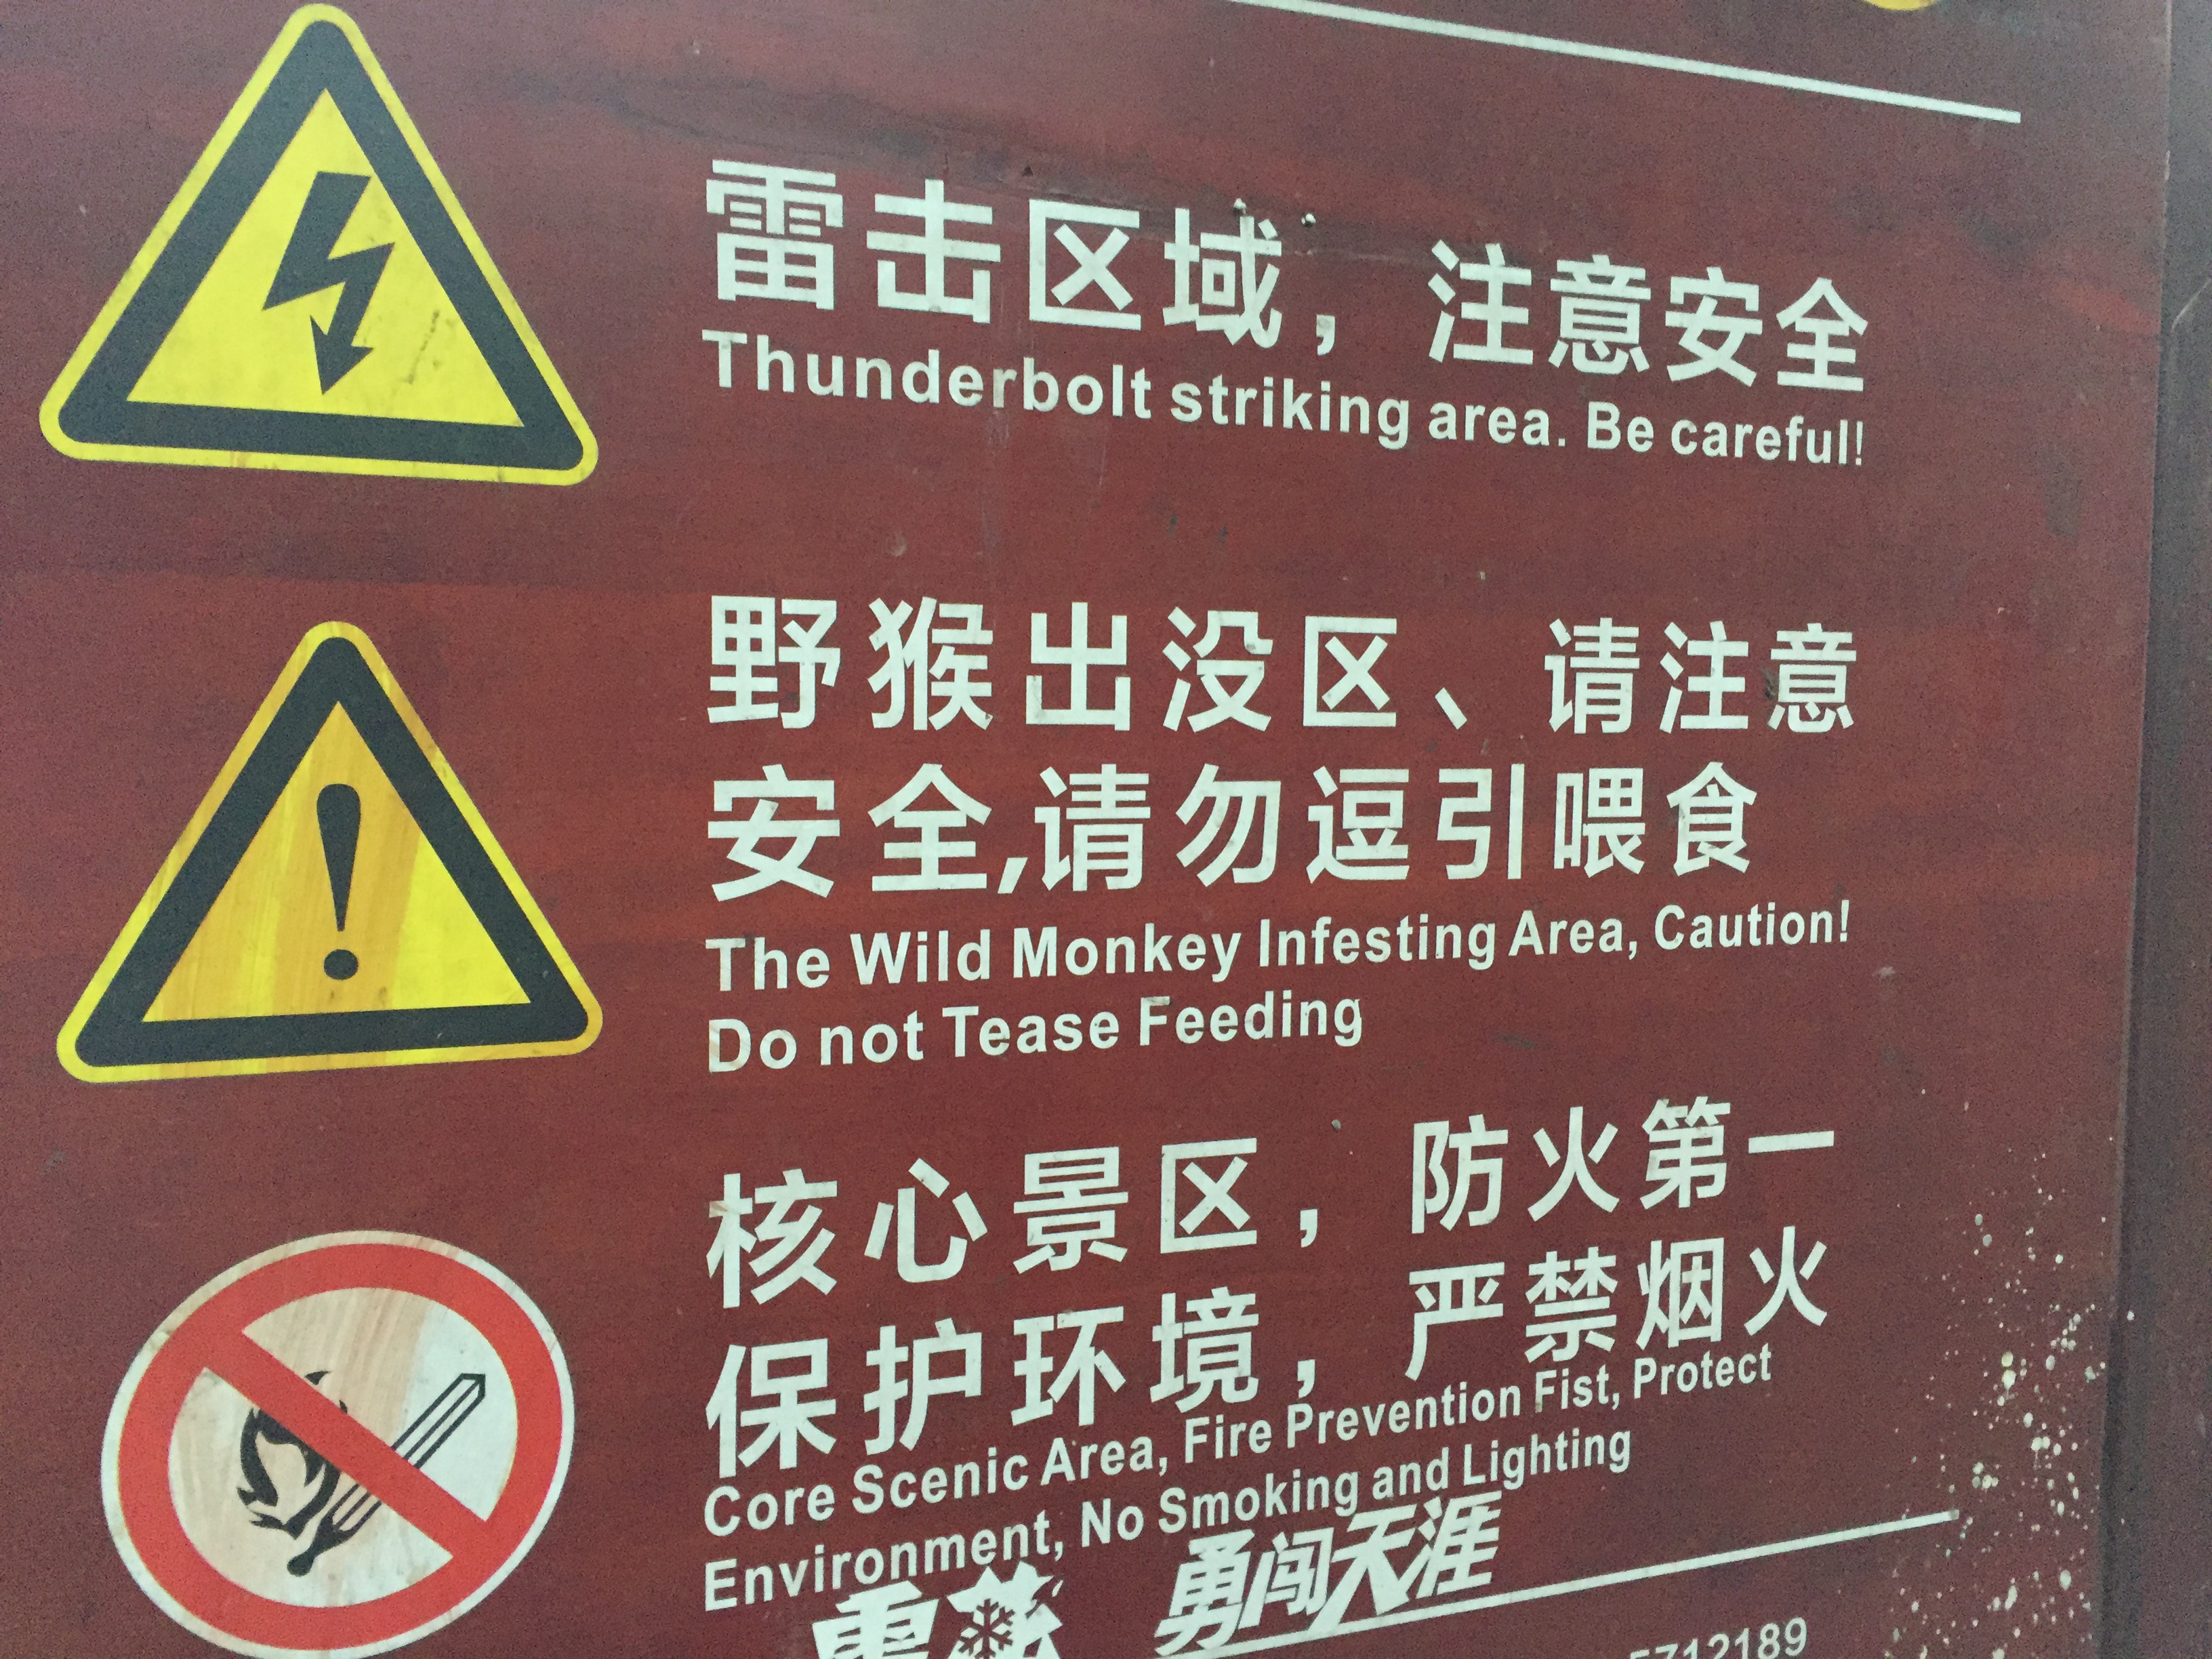 雷击区域，注意安全
Thunderbolt striking area. Be careful!
野猴出没区、请注意
安全,请勿逗引喂食
The Wild Monkey Infesting Area, Caution!
Do not Tease Feeding
核心景区，防火第一
保护环境，严禁烟火
Core Scenic Area, Fire Prevention Fist, Protect
Environment, No Smoking and Lighting
勇闯天涯
5712189